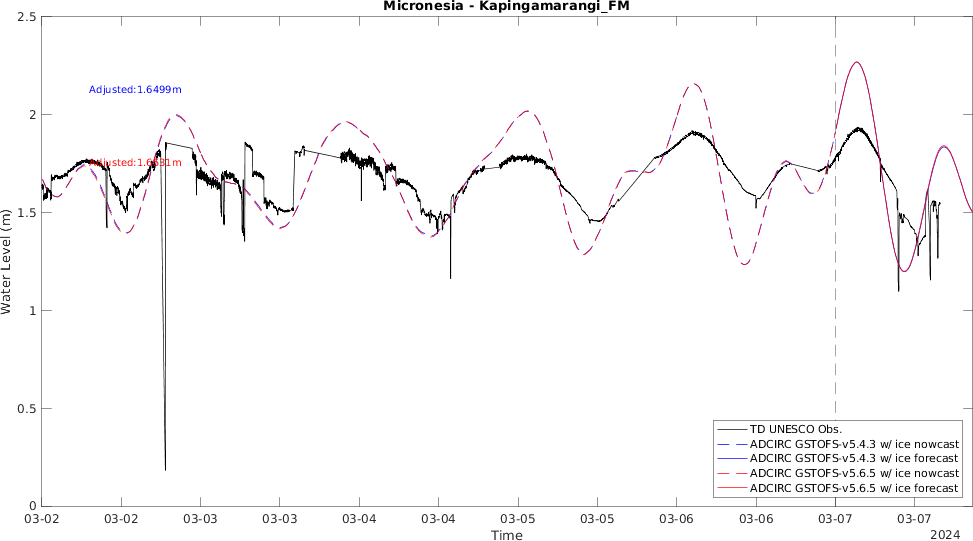 Micronesia - Kapingamarangi_FM
2.5
2
1.5
1
0.5
0
Water Level (m)
Adjusted:1.6499m
TD UNESCO Obs.
ADCIRC GSTOFS-v5.4.3 w/ ice nowcast
ADCIRC GSTOFS-v5.4.3 w/ ice forecast
ADCIRC GSTOFS-v5.6.5 w/ ice nowcast
ADCIRC GSTOFS-v5.6.5 w/ ice forecast
03-02 03-02 03-03 03-03 03-04 03-04 03-05 03-05 03-06 03-06 03-07 03-07
Time
2024